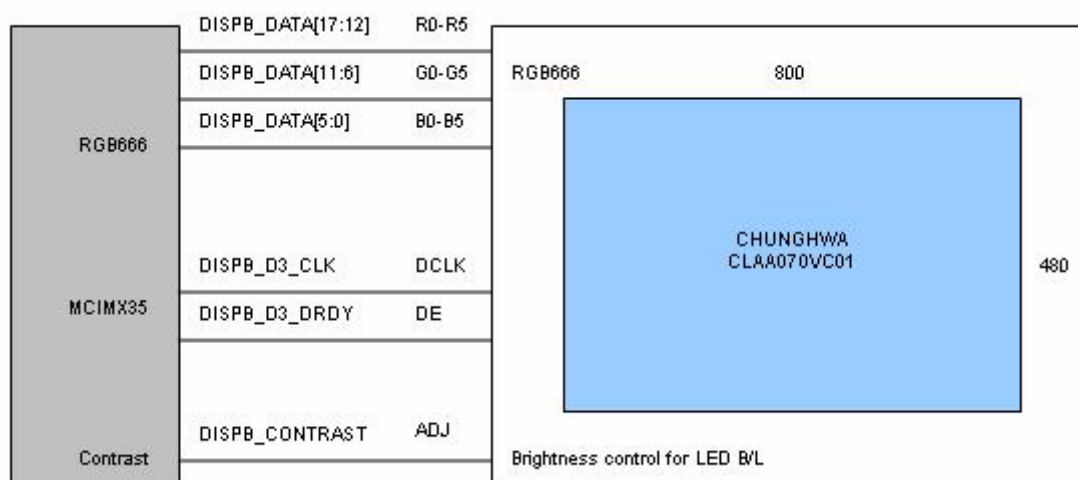 DISPB_DATA[17:12] R0-R5
DISPB_DATA[11:6] G0-G5
DISPB_DATA[5:0] B0-B5
RGB666
RGB666
800
DISPB_D3_CLK DCLK
MCIMX35
DISPB_D3_DRDY DE
CHUNGHWA
CLAA070VC01
480
DISPB_CONTRAST ADJ
Contrast
Brightness control for LED B/L